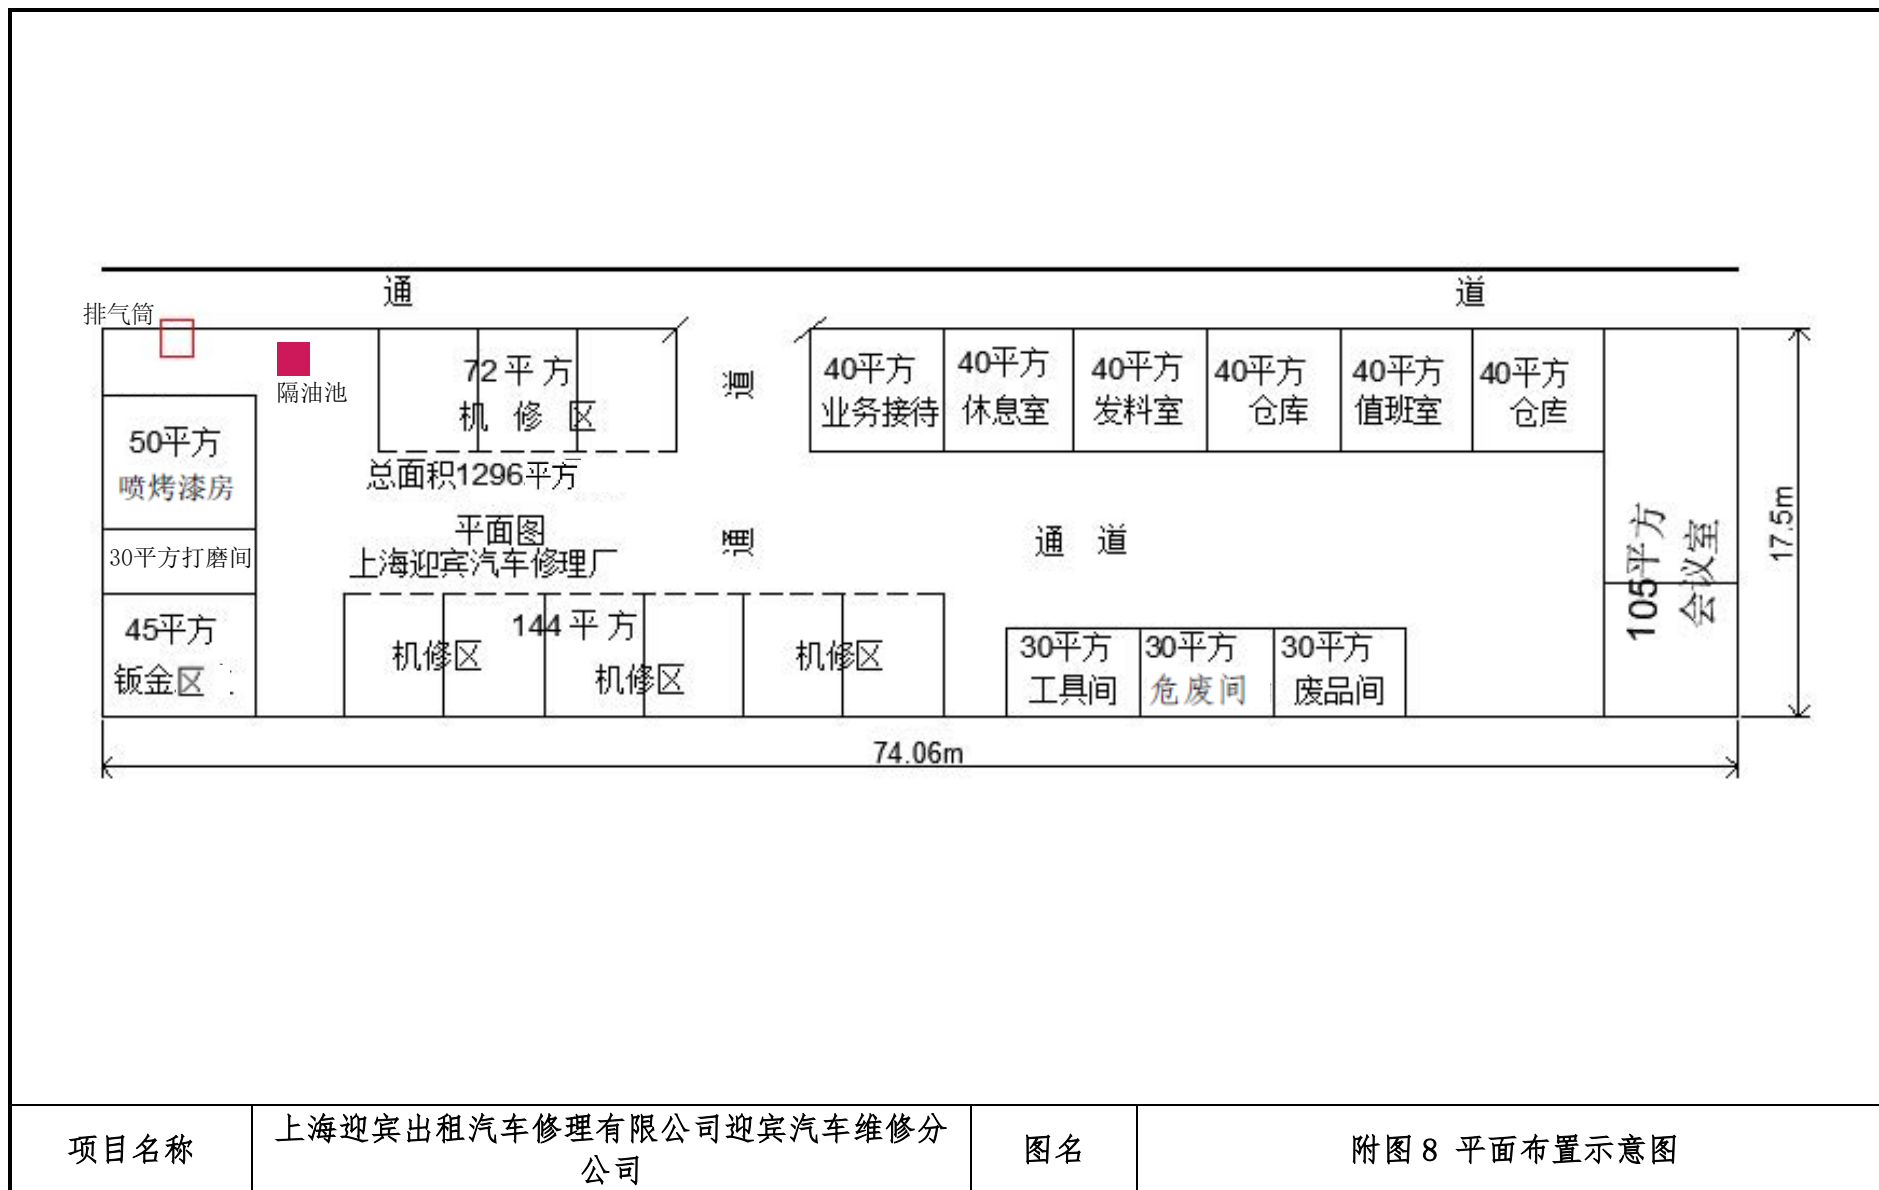 通 道
排气筒
隔油池
72平方
机 修 区
道
40平方
业务接待
40平方
休息室
40平方
发料室
40平方
仓库
40平方
值班室
40平方
仓库
50平方
喷烤漆房
总面积1296平方
平面图
上海迎宾汽车修理厂
通
通 道
105平方
会议室
17.5m
30平方打磨间
45平方
钣金区
144平方
机修区
机修区
机修区
30平方
工具间
30平方
危废间
30平方
废品间
74.06m
项目名称
上海迎宾出租汽车修理有限公司迎宾汽车维修分
公司
图名
附图8 平面布置示意图